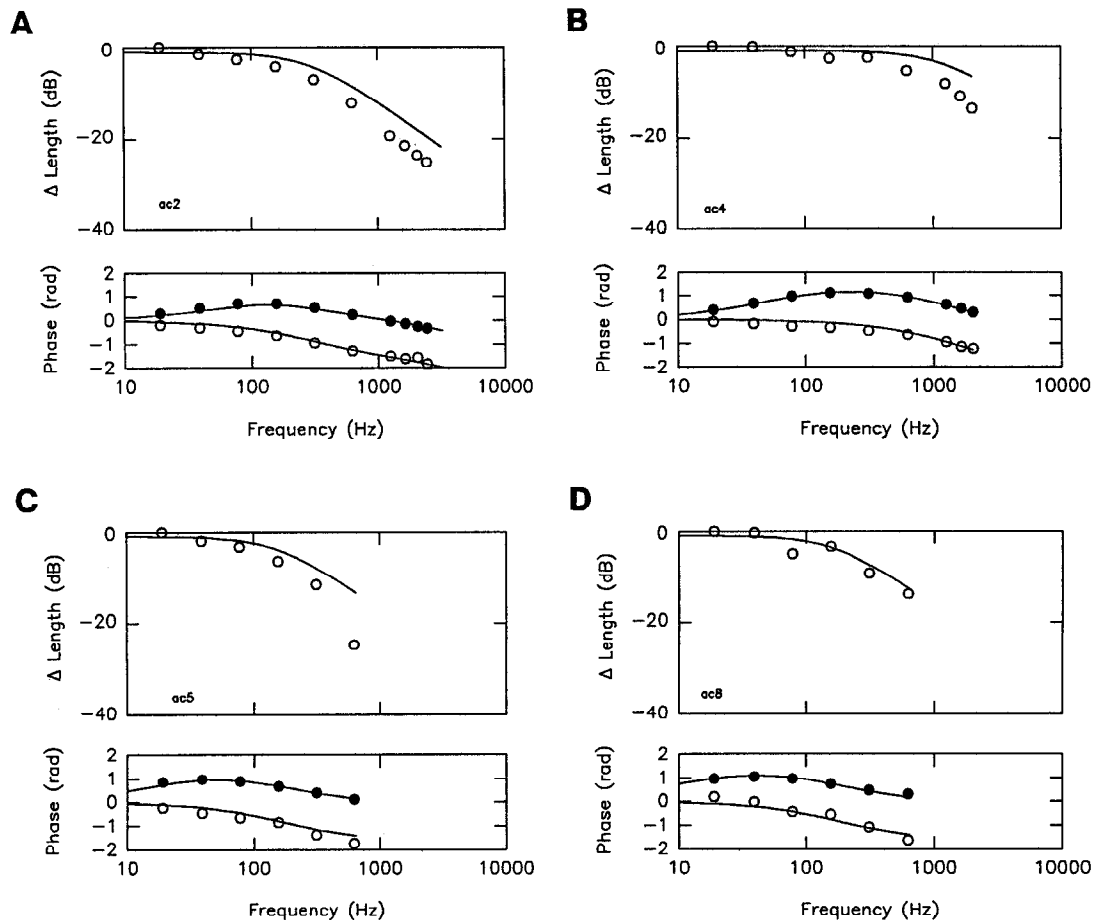 A
B
0
−20
−40
Δ Length (dB)
ac2
2
1
0
−1
−2
Phase (rad)
10
100
1000
10000
Frequency (Hz)
0
−20
−40
Δ Length (dB)
ac4
2
1
0
−1
−2
Phase (rad)
10
100
1000
10000
Frequency (Hz)
C
D
0
−20
−40
Δ Length (dB)
ac5
2
1
0
−1
−2
Phase (rad)
10
100
1000
10000
Frequency (Hz)
0
−20
−40
Δ Length (dB)
ac8
2
1
0
−1
−2
Phase (rad)
10
100
1000
10000
Frequency (Hz)